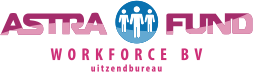 ASTRA FUND
WORKFORCE BV
uitzendbureau